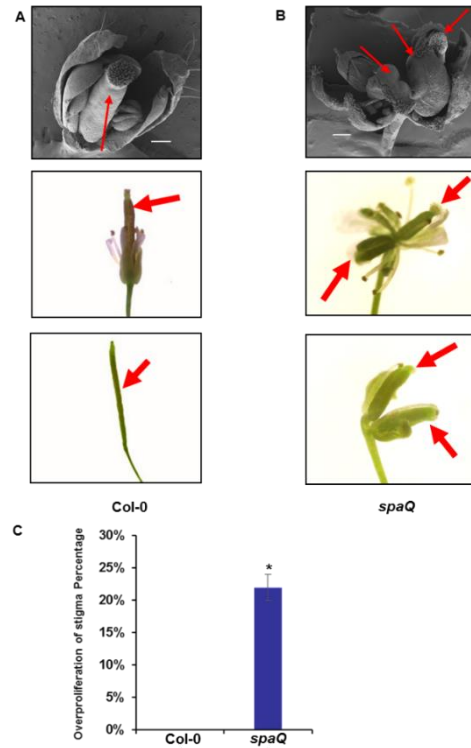 A
B
Col-0
spaQ
C
Overproliferation of stigma Percentage
30%
25%
20%
15%
10%
5%
0%
*
Col-0
spaQ